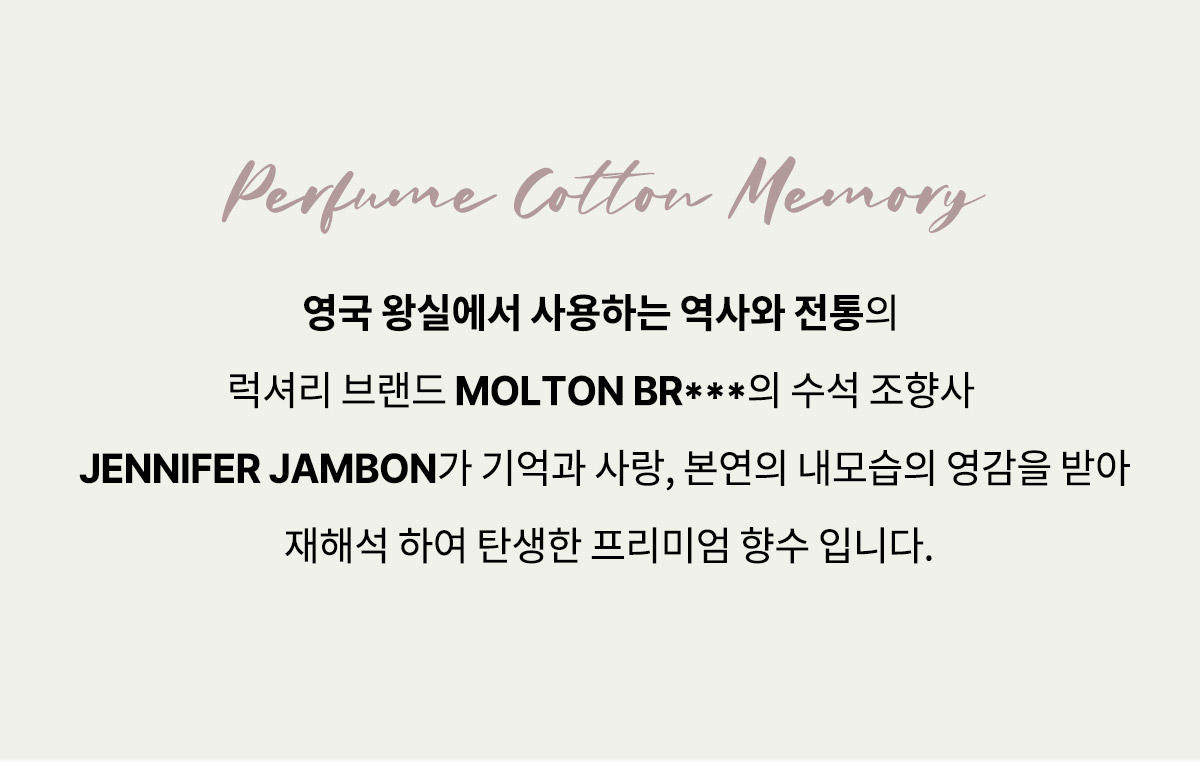 Perfume Cotton Memory
영국 왕실에서 사용하는 역사와 전통의
럭셔리 브랜드 MOLTON BR***의 수석 조향사
JENNIFER JAMBON가 기억과 사랑, 본연의 내모습의 영감을 받아
재해석 하여 탄생한 프리미엄 향수 입니다.